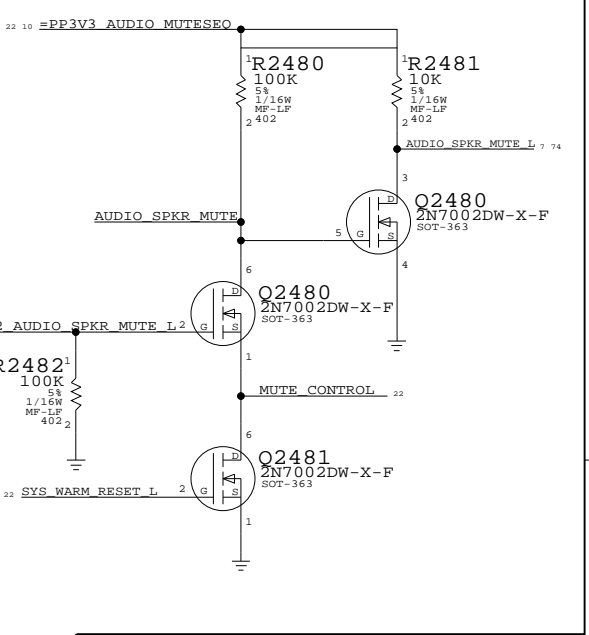 22 10 =PP3V3_AUDIO_MUTESEQ
1 R2480
100K
5%
1/16W
MF-LF
2 402
1 R2481
10K
5%
1/16W
MF-LF
2 402
AUDIO_SPKR_MUTE_L 7 74
3
Q2480
2N7002DW-X-F
SOT-363
D
5 G S
4
AUDIO_SPKR_MUTE
6
Q2480
2N7002DW-X-F
SOT-363
D
_AUDIO_SPKR_MUTE_L 2 G S
1
R2482 1
100K
5%
1/16W
MF-LF
402 2
MUTE_CONTROL 22
6
Q2481
2N7002DW-X-F
SOT-363
D
22 SYS_WARM_RESET_L 2 G S
1